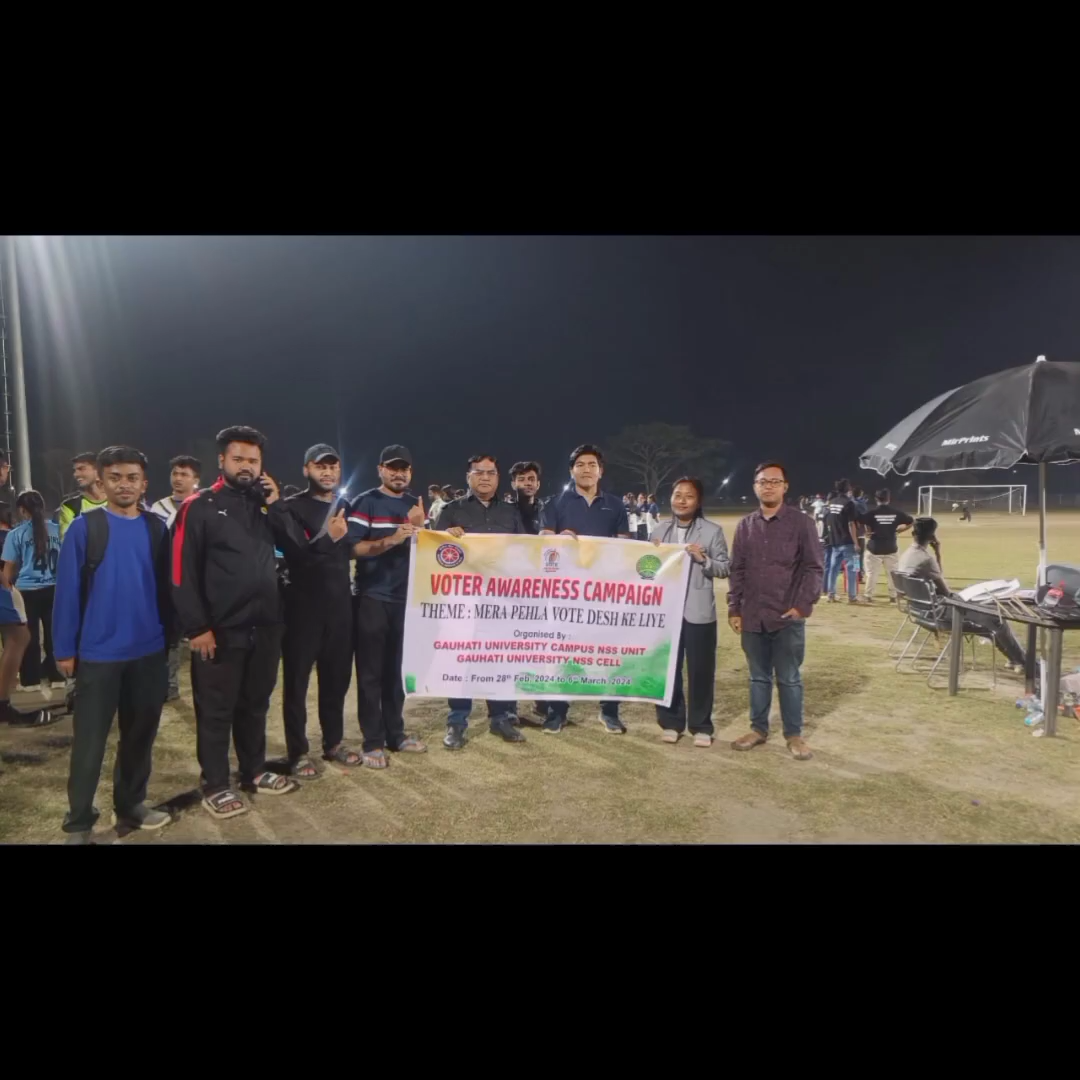 VOTER AWARENESS CAMPAIGN
THEME : MERA PEHLA VOTE DESH KE LIYE
Organised By :
GAUHATI UNIVERSITY CAMPUS NSS UNIT
GAUHATI UNIVERSITY NSS CELL
Date : From 28th Feb. 2024 to 6th March, 2024
MirPrints
40